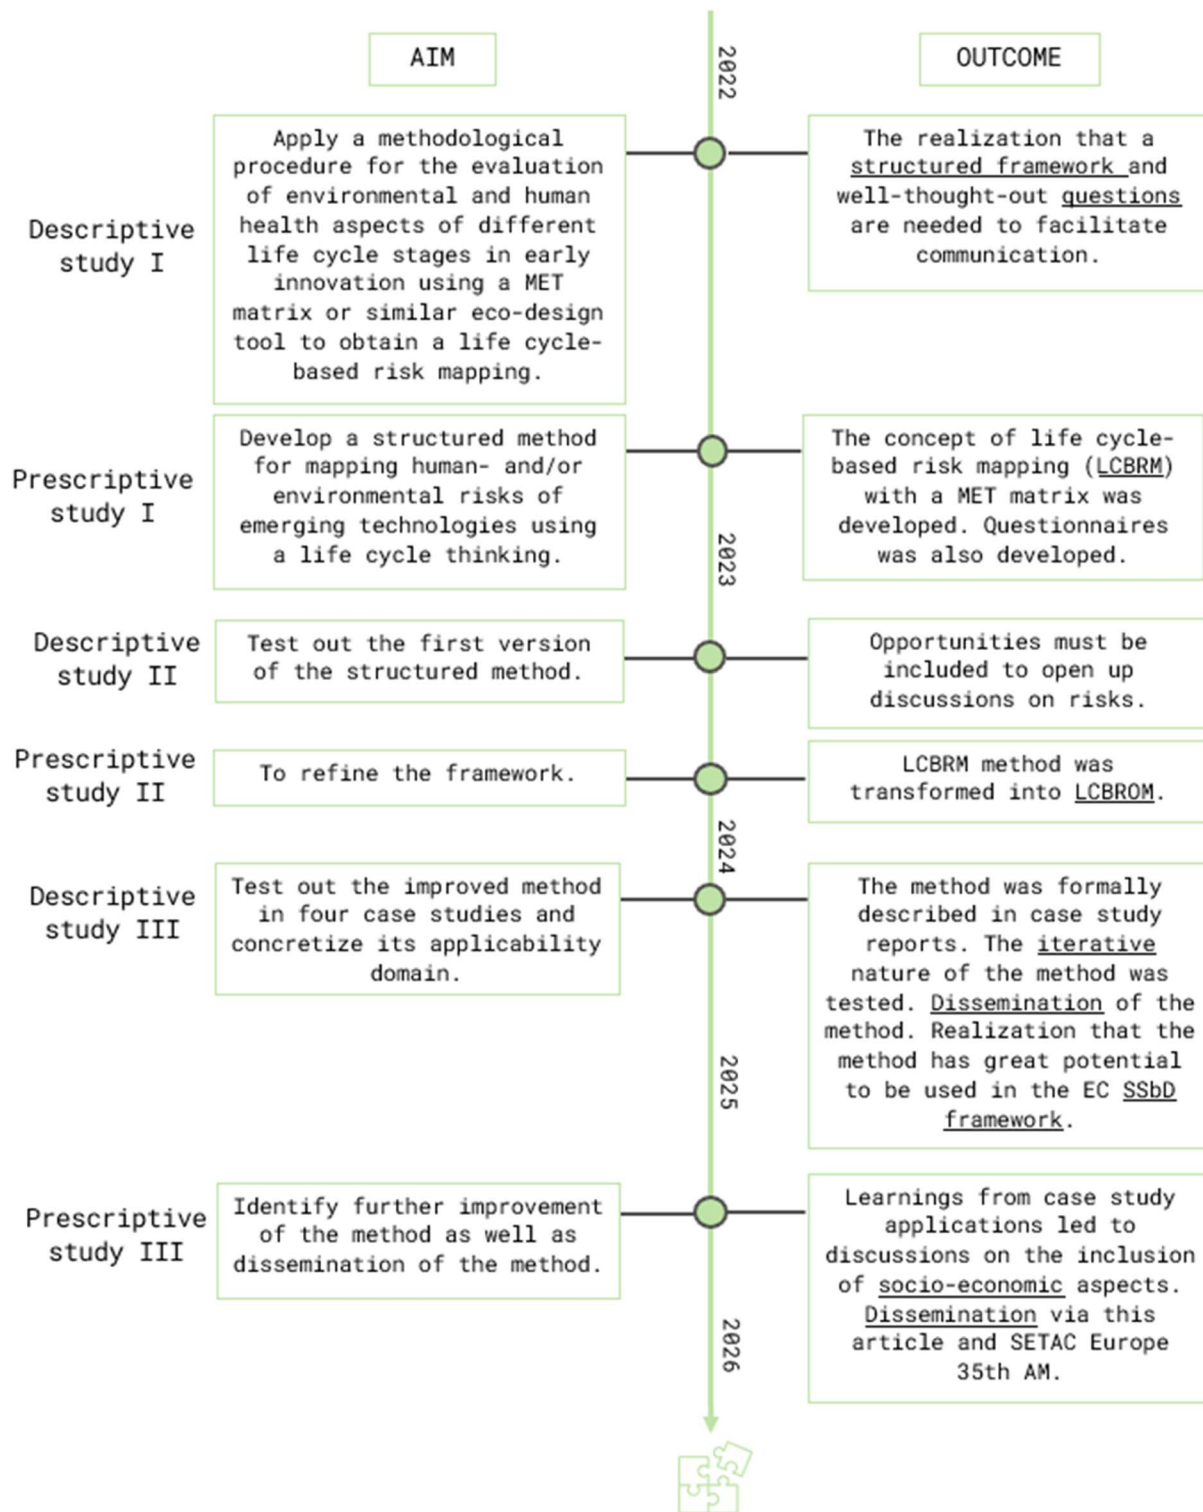 AIM
2022
OUTCOME
Descriptive
study I
Apply a methodological
procedure for the evaluation
of environmental and human
health aspects of different
life cycle stages in early
innovation using a MET
matrix or similar eco-design
tool to obtain a life cycle-
based risk mapping.
The realization that a
structured framework and
well-thought-out questions
are needed to facilitate
communication.
Prescriptive
study I
Develop a structured method
for mapping human- and/or
environmental risks of
emerging technologies using
a life cycle thinking.
The concept of life cycle-
based risk mapping (LCBRM)
with a MET matrix was
developed. Questionnaires
was also developed.
2023
Descriptive
study II
Test out the first version
of the structured method.
Opportunities must be
included to open up
discussions on risks.
Prescriptive
study II
To refine the framework.
LCBRM method was
transformed into LCBROM.
2024
Descriptive
study III
Test out the improved method
in four case studies and
concretize its applicability
domain.
The method was formally
described in case study
reports. The iterative
nature of the method was
tested. Dissemination of the
method. Realization that the
method has great potential
to be used in the EC SSbD
framework.
2025
Prescriptive
study III
Identify further improvement
of the method as well as
dissemination of the method.
Learnings from case study
applications led to
discussions on the inclusion
of socio-economic aspects.
Dissemination via this
article and SETAC Europe
35th AM.
2026